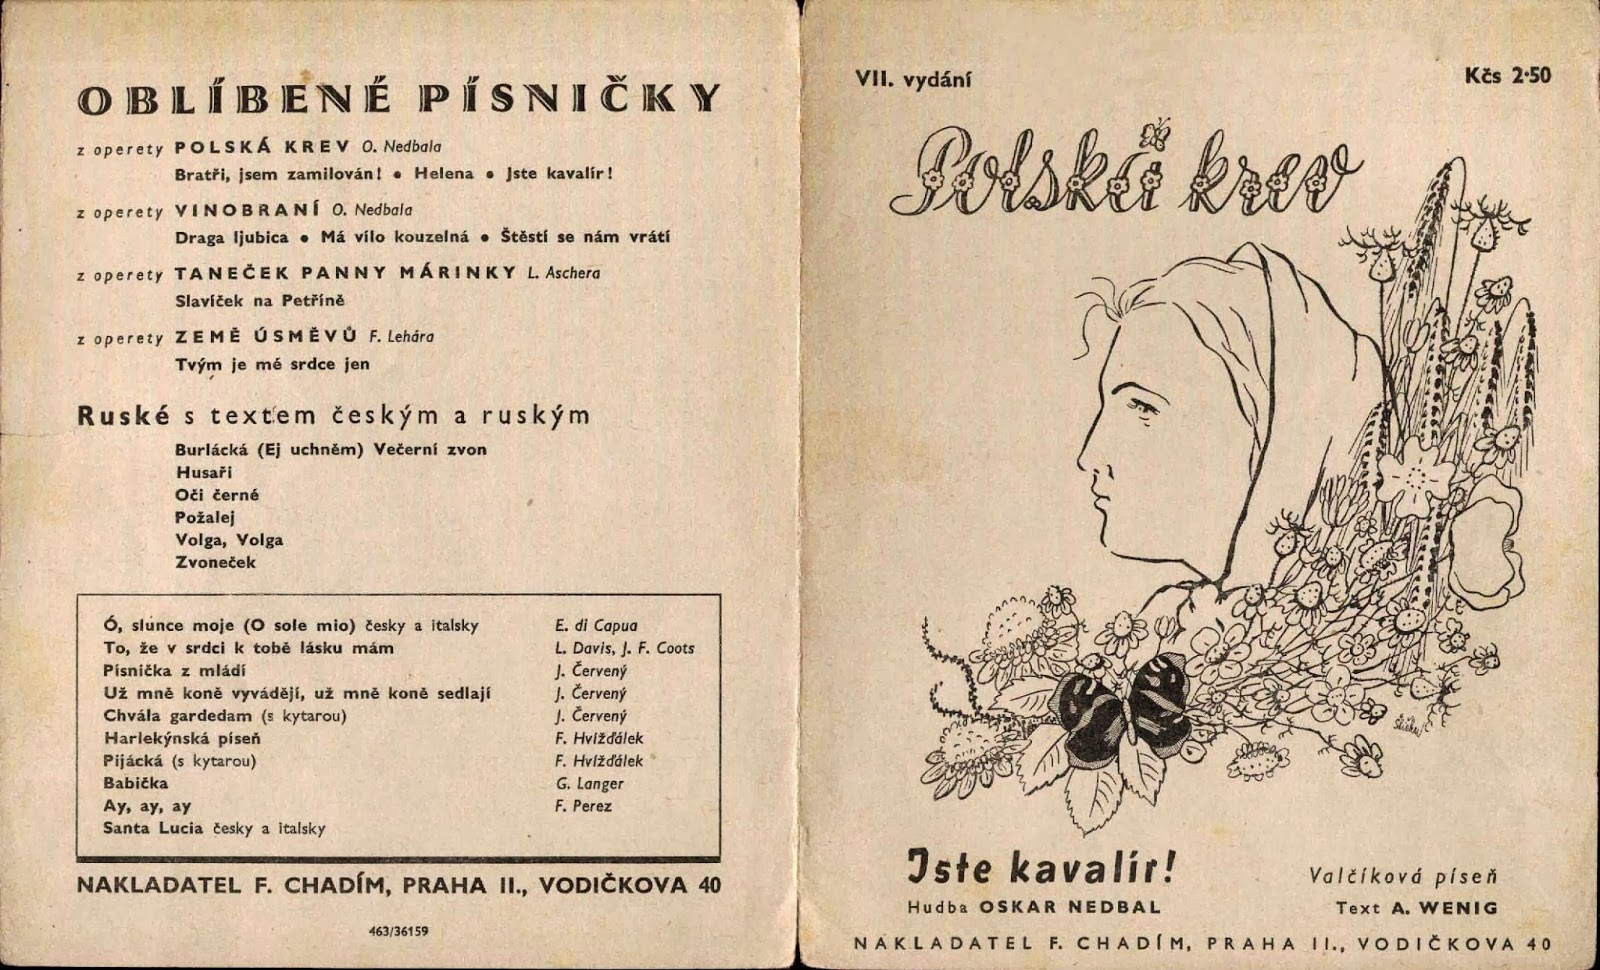 OBLÍBENÉ PÍSNIČKY
z operety POLSKÁ KREV O. Nedbala
Bratři, jsem zamilován! • Helena • Jste kavalír!
z operety VINOBRANÍ O. Nedbala
Draga ljubica • Má vílo kouzelná • Štěstí se nám vrátí
z operety TANEČEK PANNY MÁRINKY L. Aschera
Slavíček na Petříně
z operety ZEMĚ ÚSMĚVŮ F. Lehára
Tvým je mé srdce jen
Ruské s textem českým a ruským
Burlácká (Ej uchněm) Večerní zvon
Husaři
Oči černé
Požalej
Volga, Volga
Zvoneček
Ó, slunce moje (O sole mio) česky a italsky E. di Capua
To, že v srdci k tobě lásku mám L. Davis, J. F. Coots
Písnička z mládí J. Červený
Už mně koně vyvádějí, už mně koně sedlají J. Červený
Chvála gardedam (s kytarou) J. Červený
Harlekýnská píseň F. Hvížďálek
Pijácká (s kytarou) F. Hvížďálek
Babička G. Langer
Ay, ay, ay F. Perez
Santa Lucia česky a italsky
NAKLADATEL F. CHADÍM, PRAHA II., VODIČKOVA 40
463/36159
VII. vydání Kčs 2·50
Polská krev
Jste kavalír! Valčíková píseň
Hudba OSKAR NEDBAL Text A. WENIG
NAKLADATEL F. CHADÍM, PRAHA II., VODIČKOVA 40